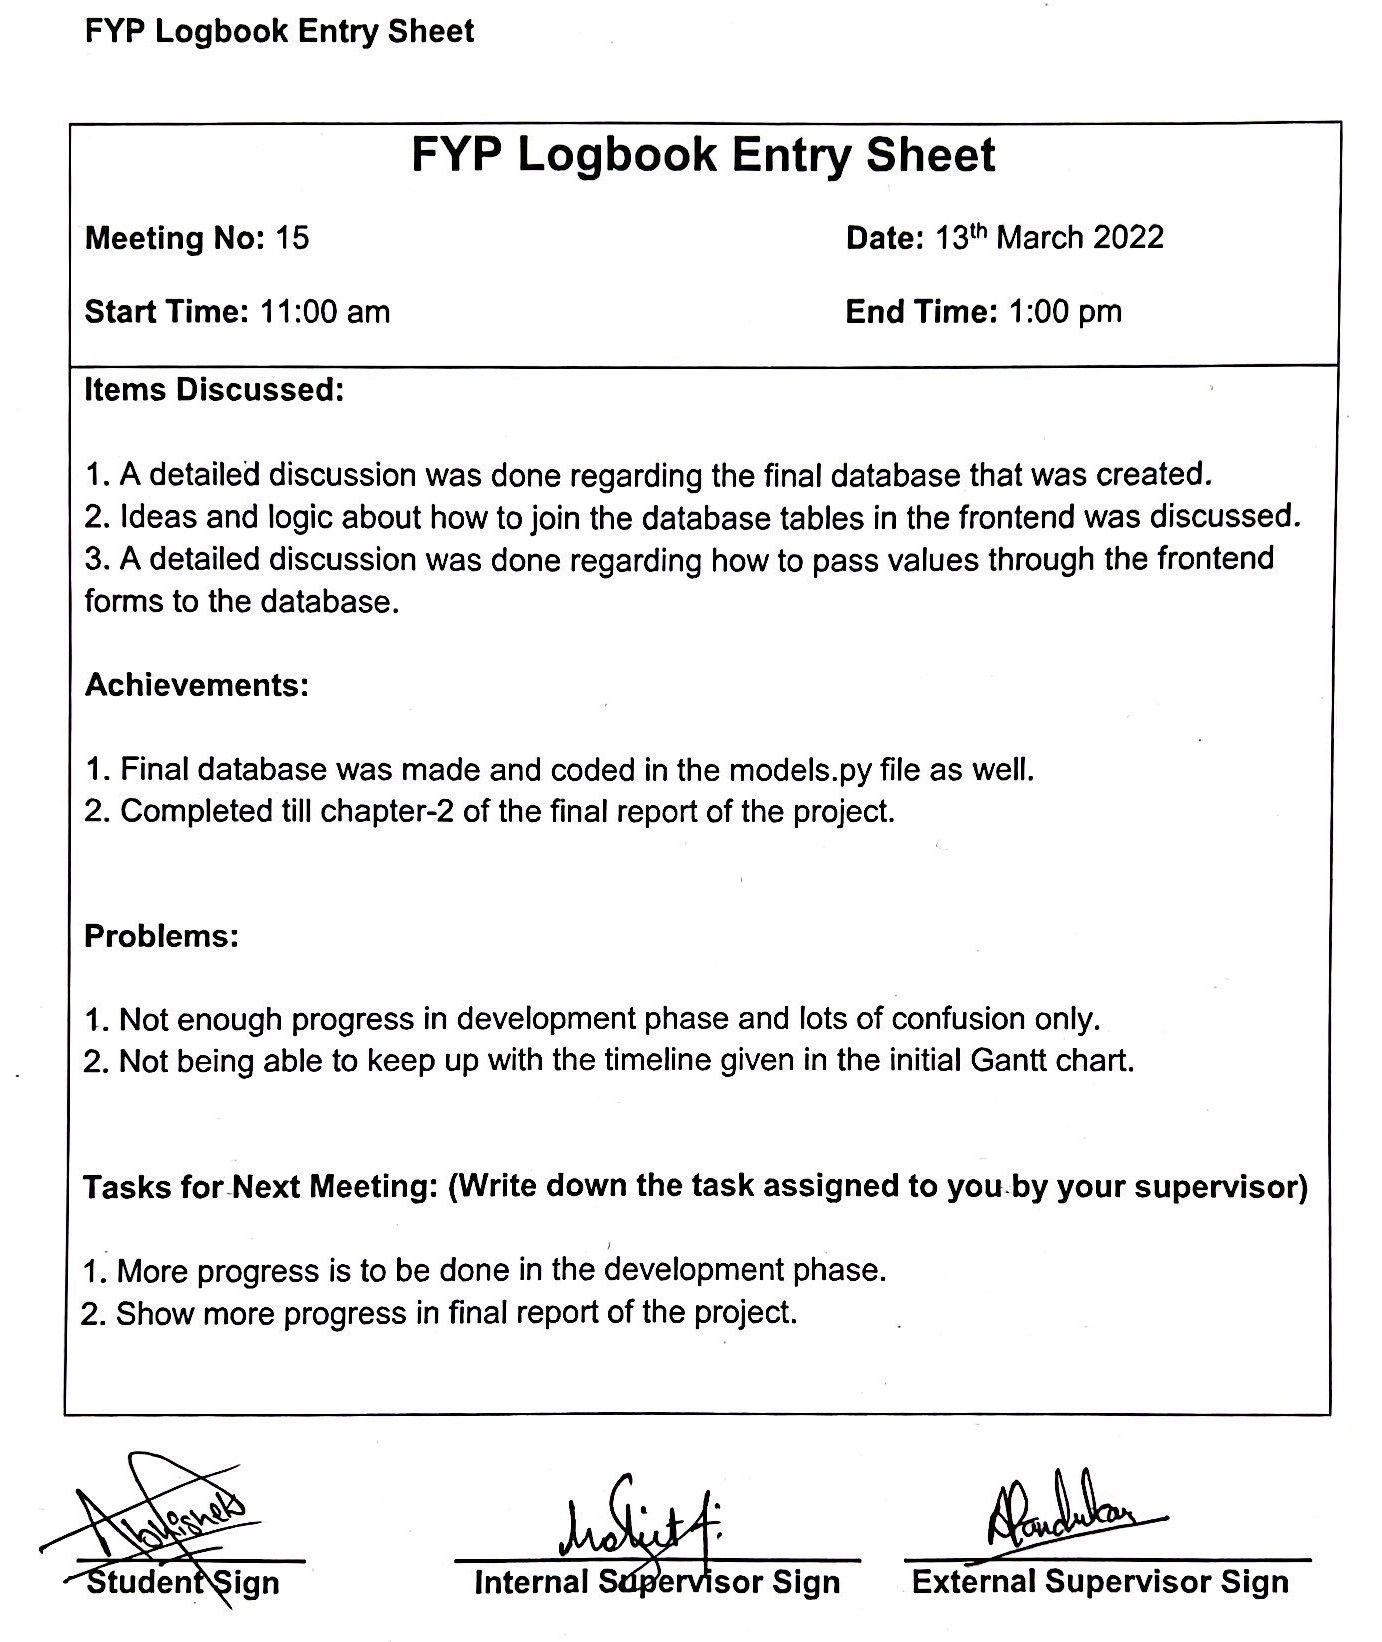 FYP Logbook Entry Sheet
FYP Logbook Entry Sheet
Meeting No: 15 Date: 13th March 2022
Start Time: 11:00 am End Time: 1:00 pm
Items Discussed:
1. A detailed discussion was done regarding the final database that was created.
2. Ideas and logic about how to join the database tables in the frontend was discussed.
3. A detailed discussion was done regarding how to pass values through the frontend
forms to the database.
Achievements:
1. Final database was made and coded in the models.py file as well.
2. Completed till chapter-2 of the final report of the project.
Problems:
1. Not enough progress in development phase and lots of confusion only.
2. Not being able to keep up with the timeline given in the initial Gantt chart.
Tasks for Next Meeting: (Write down the task assigned to you by your supervisor)
1. More progress is to be done in the development phase.
2. Show more progress in final report of the project.
Abhishek
Student Sign Internal Supervisor Sign External Supervisor Sign